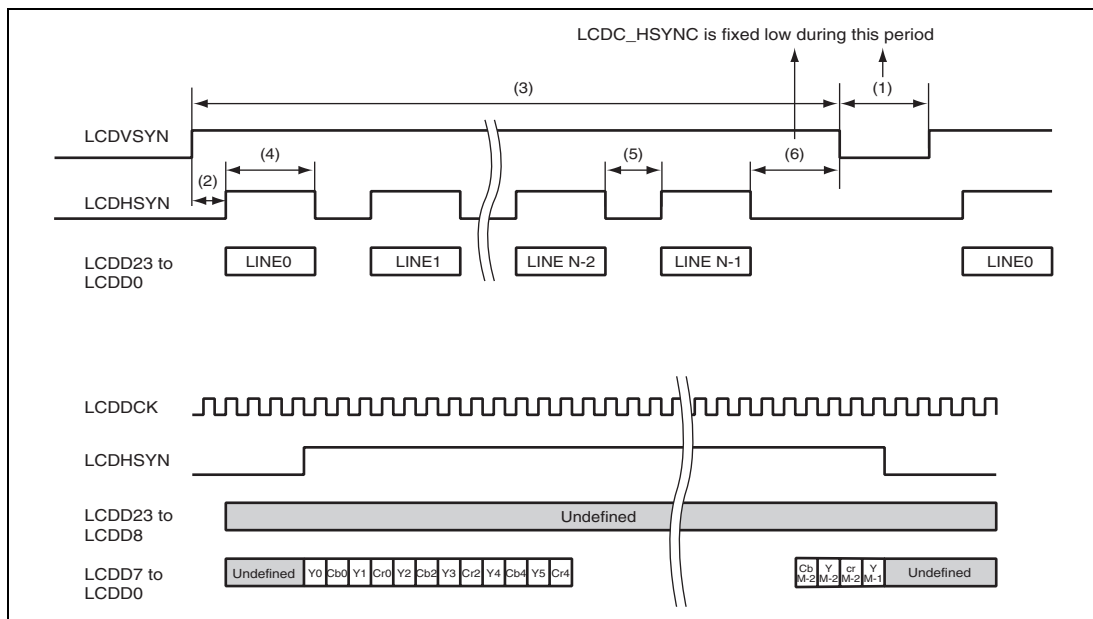 LCDC_HSYNC is fixed low during this period
(3)
(1)
LCDVSYN
(4)
(5)
(6)
(2)
LCDHSYN
LCDD23 to
LCDD0
LINE0
LINE1
LINE N-2
LINE N-1
LINE0
LCDDCK
LCDHSYN
LCDD23 to
LCDD8
Undefined
LCDD7 to
LCDD0
Undefined
Y0 Cb0 Y1 Cr0 Y2 Cb2 Y3 Cr2 Y4 Cb4 Y5 Cr4
Cb Y cr Y
M-2 M-2 M-2 M-1
Undefined